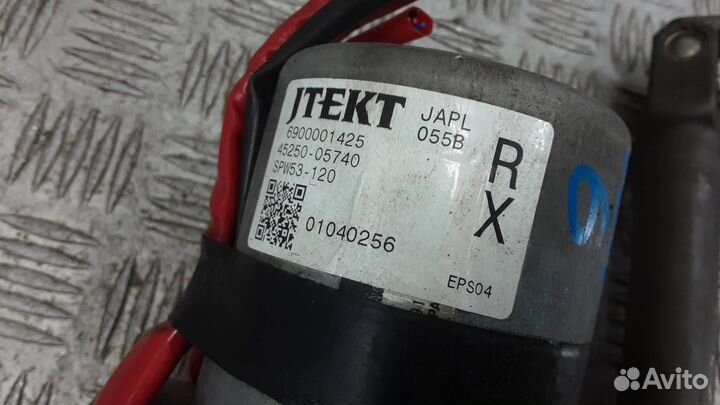 JTEKT
JAPL
6900001425
055B
45250-05740
SPW53-120
R
X
01040256
EPS04
Avito